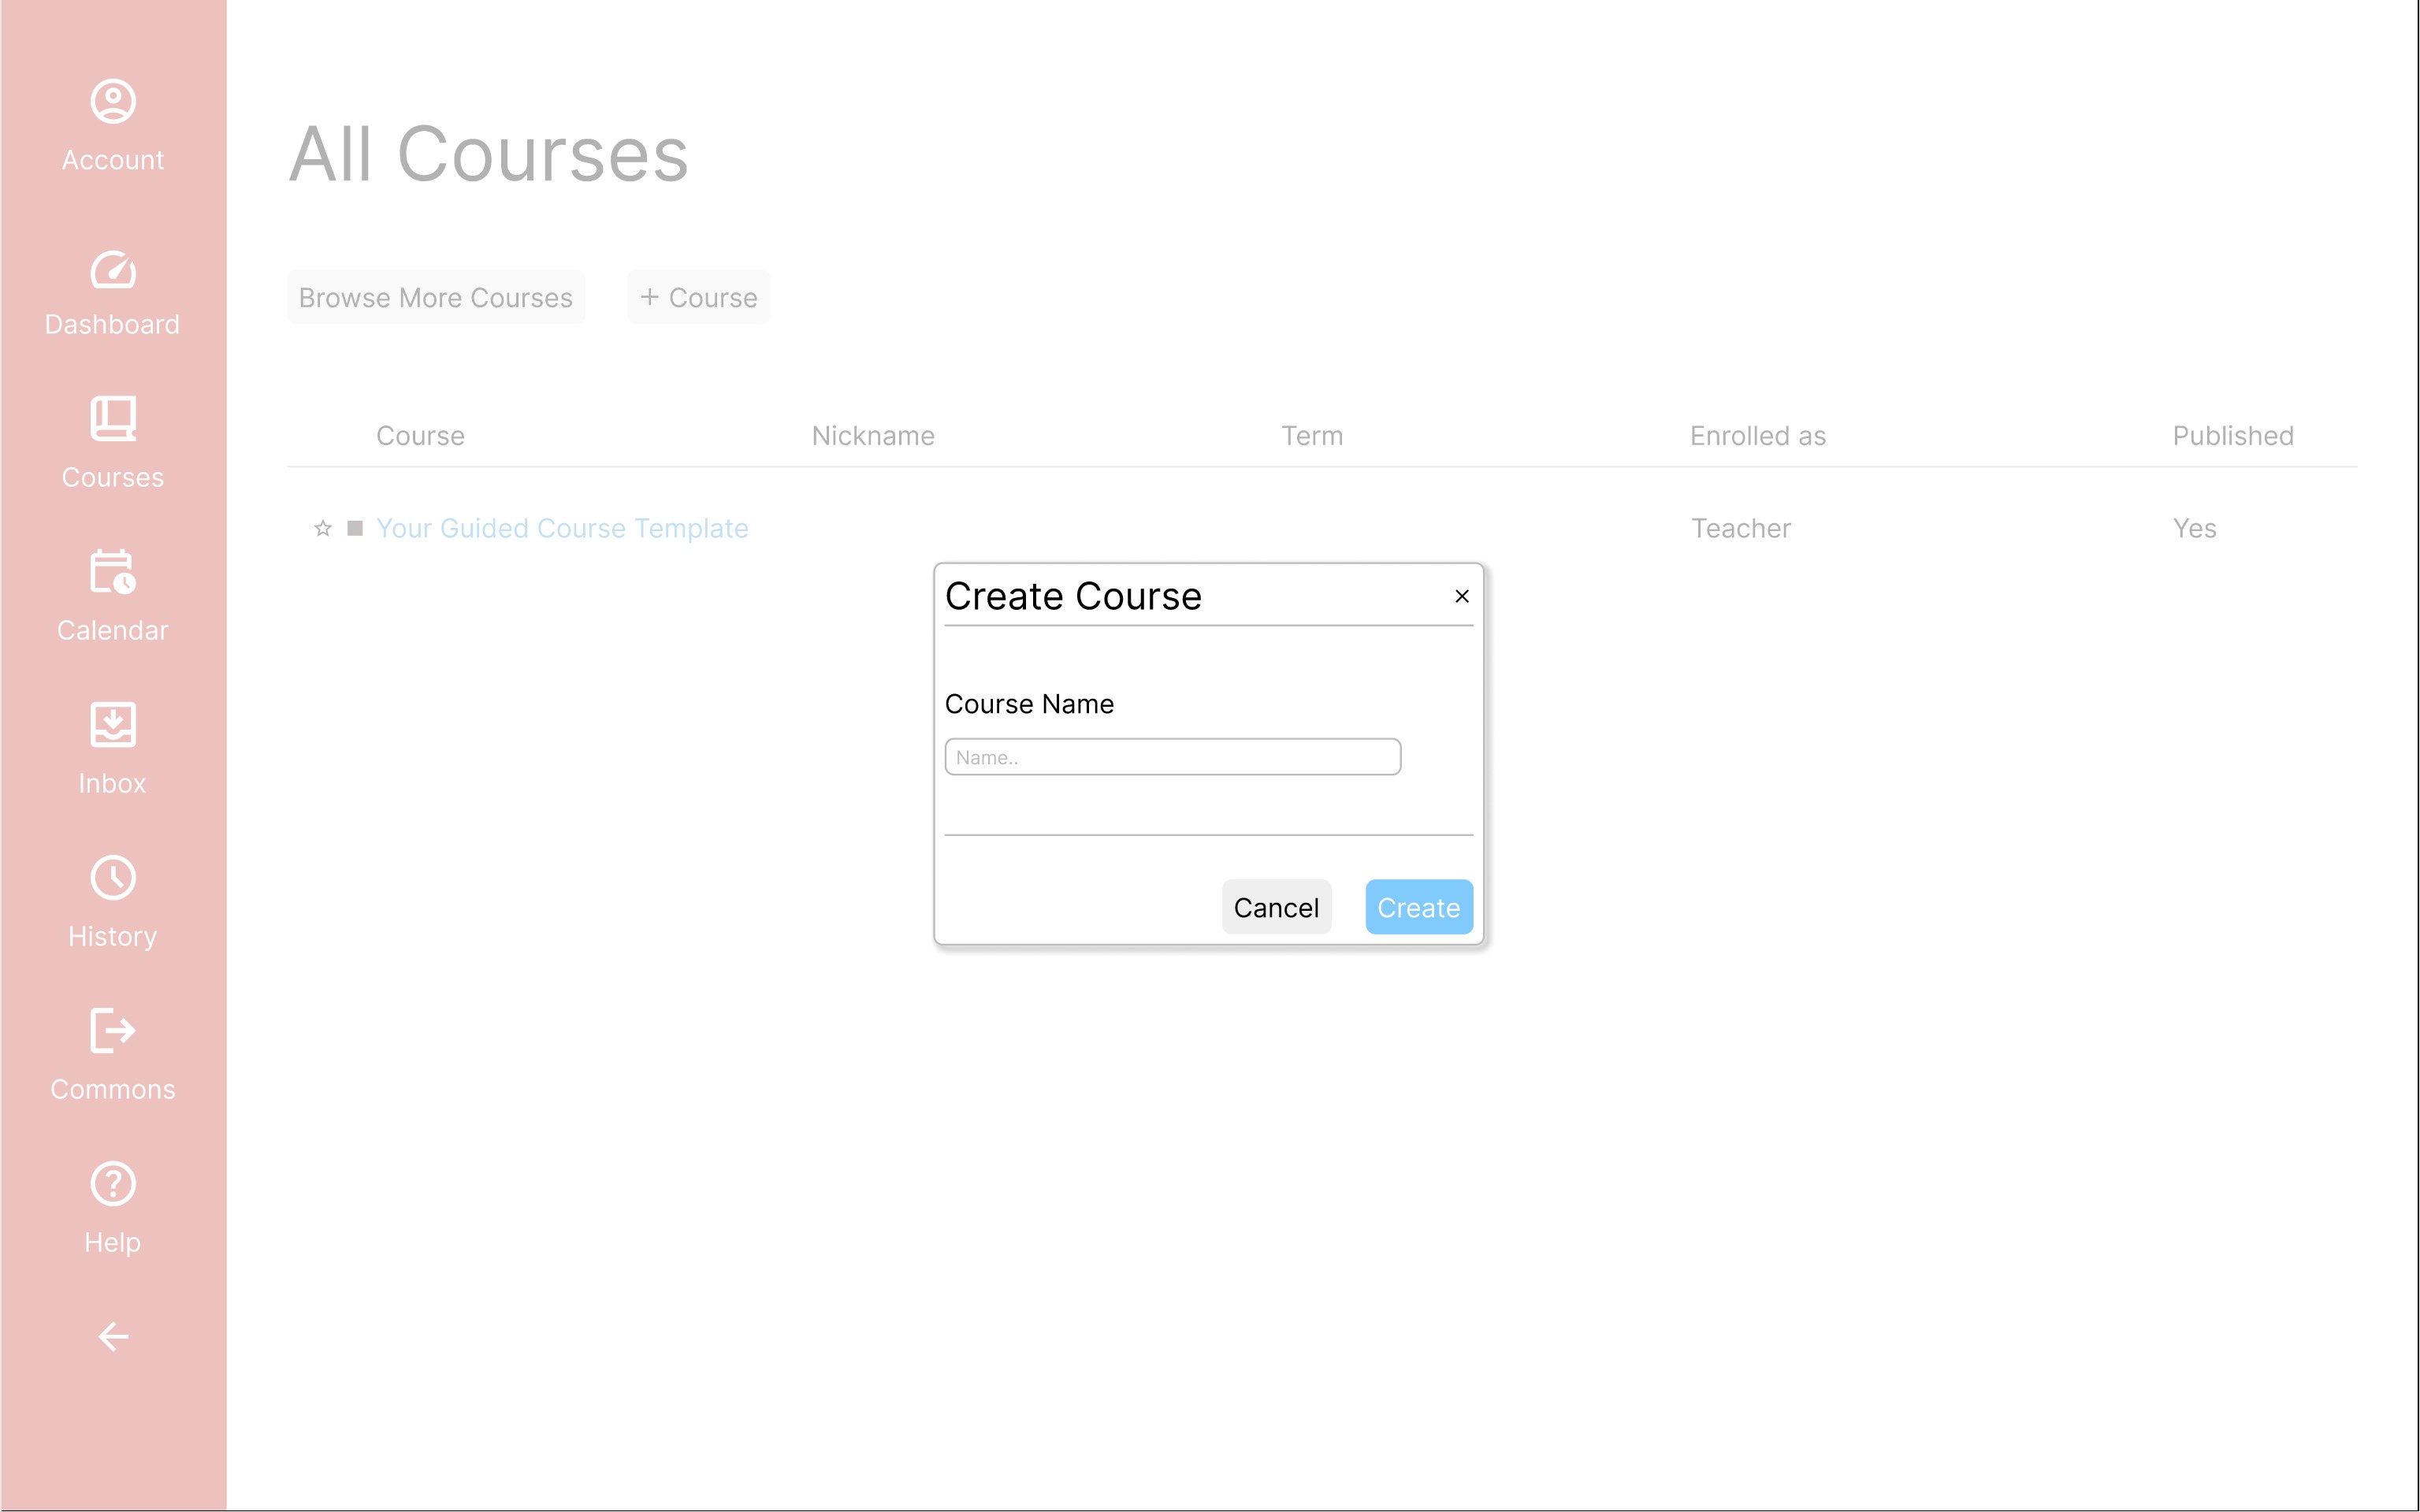 Account
Dashboard
Courses
Calendar
Inbox
History
Commons
Help
All Courses
Browse More Courses
+ Course
Course Nickname Term Enrolled as Published
Your Guided Course Template Teacher Yes
Create Course
Course Name
Name..
Cancel Create